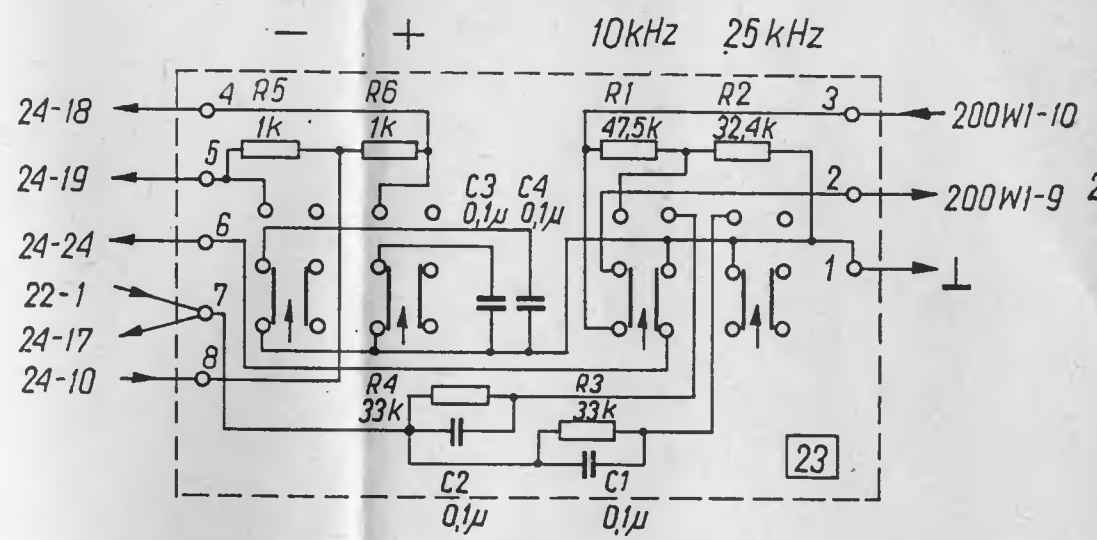 − + 10kHz 25kHz
24-18 4 R5 R6 R1 R2 3 200W1-10
1k 1k 47,5k 32,4k
24-19 5 C3 C4 2 200W1-9 2
0,1µ 0,1µ
24-24 6 1
22-1 7
24-17
24-10 8
R4 R3
33k 33k
23
C2 C1
0,1µ 0,1µ